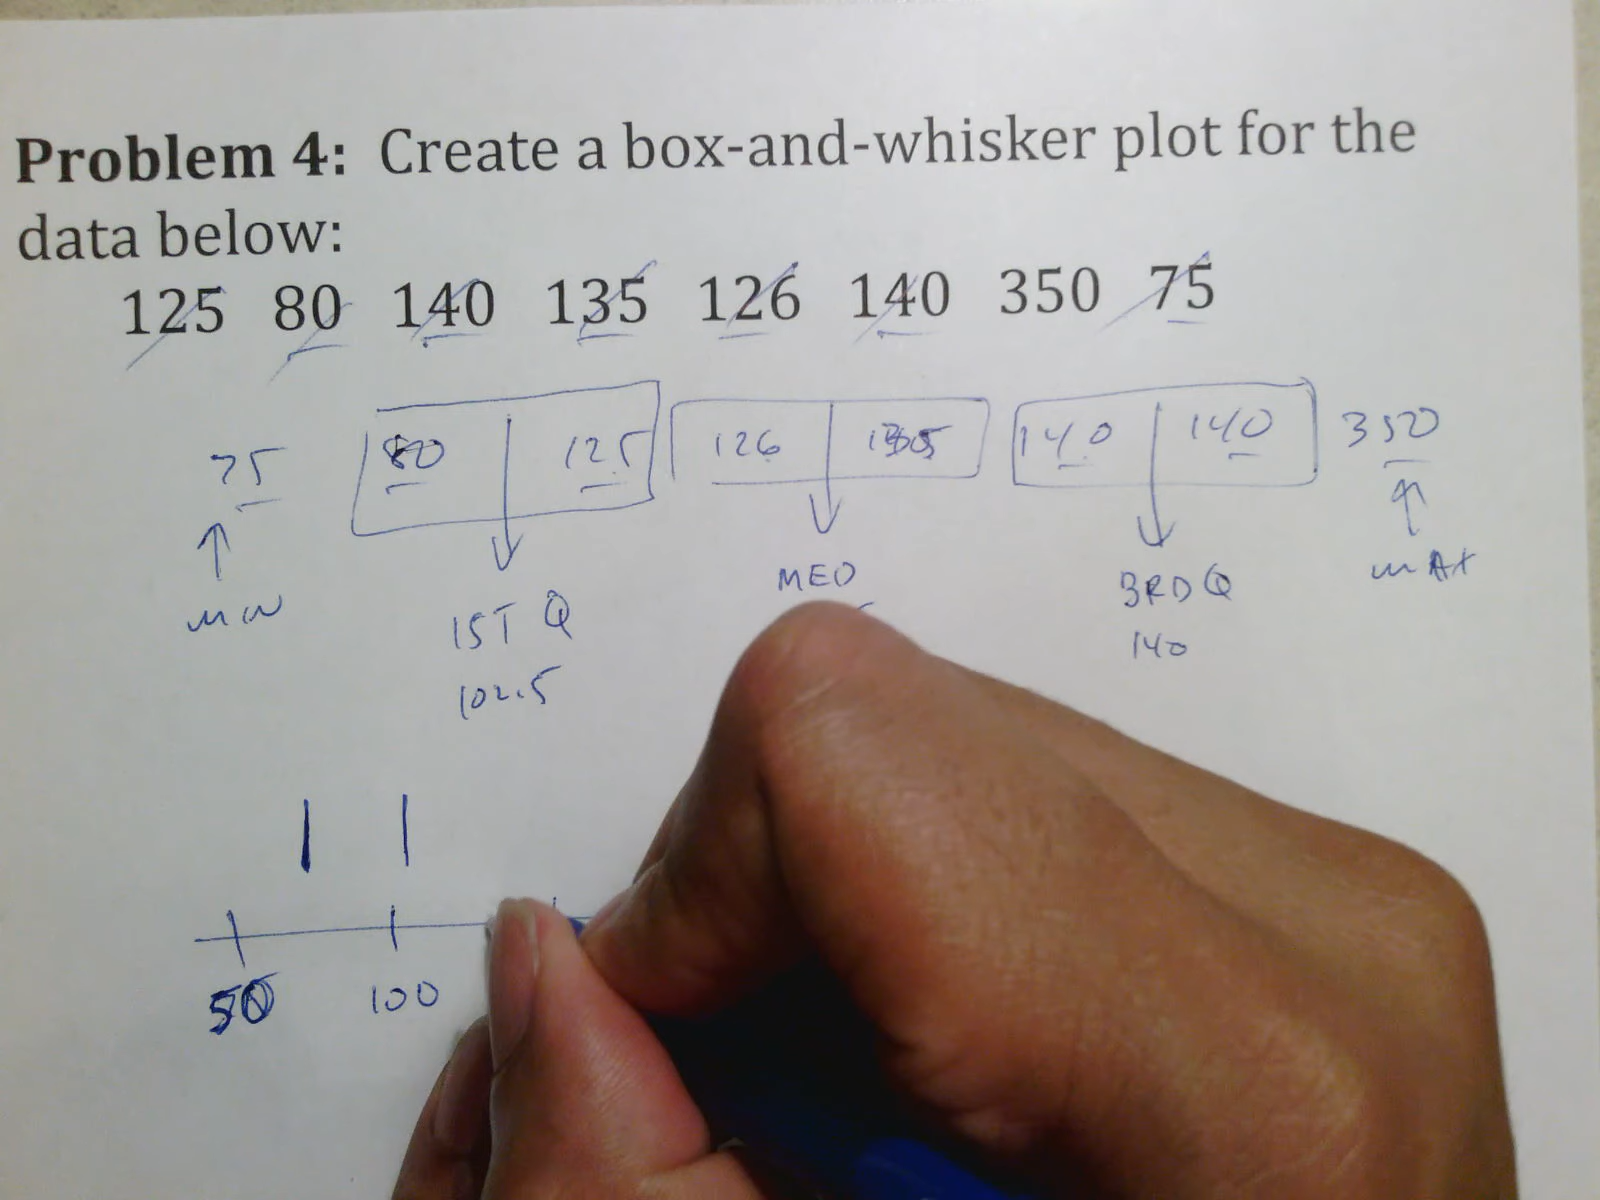 Problem 4: Create a box-and-whisker plot for the
data below:
125 80 140 135 126 140 350 75
75 80 125 126 135 140 140 350
MIN 1ST Q MED 3RD Q MAX
102.5 140
50 100